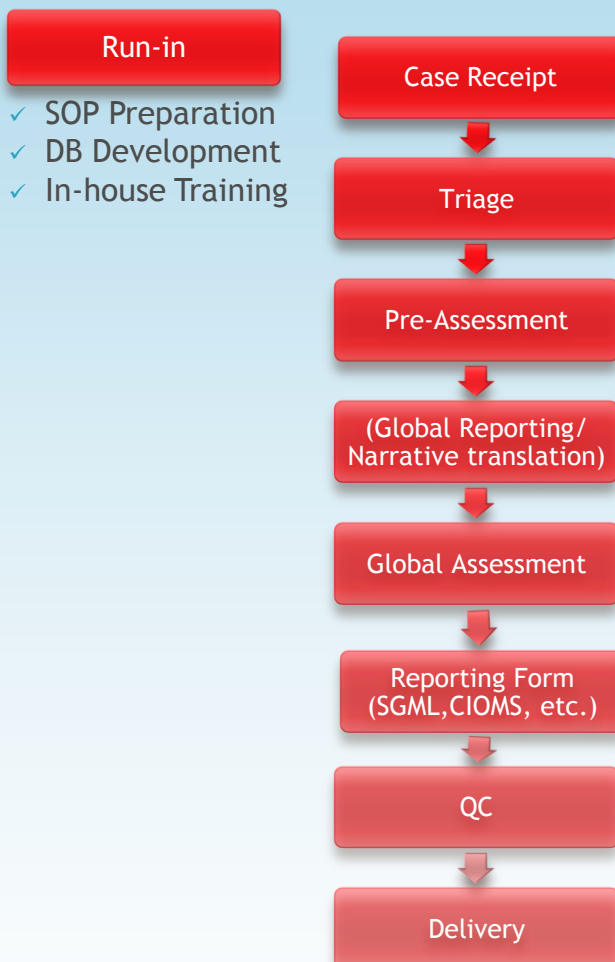 Run-in
✓ SOP Preparation
✓ DB Development
✓ In-house Training
Case Receipt
Triage
Pre-Assessment
(Global Reporting/
Narrative translation)
Global Assessment
Reporting Form
(SGML,CIOMS, etc.)
QC
Delivery